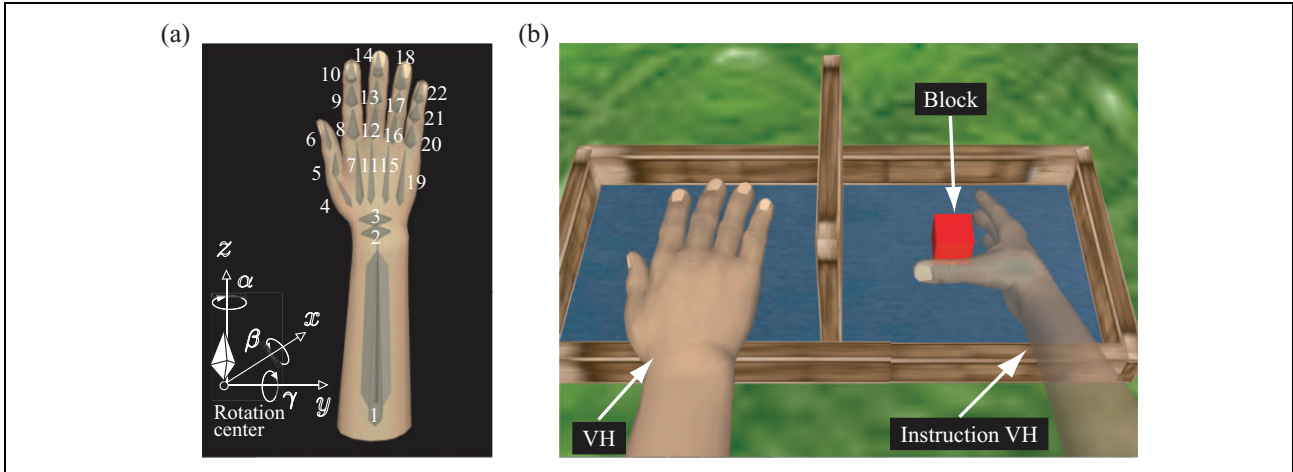 (a)
(b)
14
18
10
13
22
9
17
21
8
12
16
20
6
7
11
15
5
19
4
3
2
z
α
x
β
γ
y
Rotation
center
1
Block
VH
Instruction VH